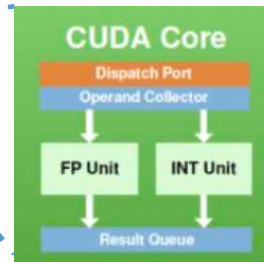 CUDA Core
Dispatch Port
Operand Collector
FP Unit INT Unit
Result Queue